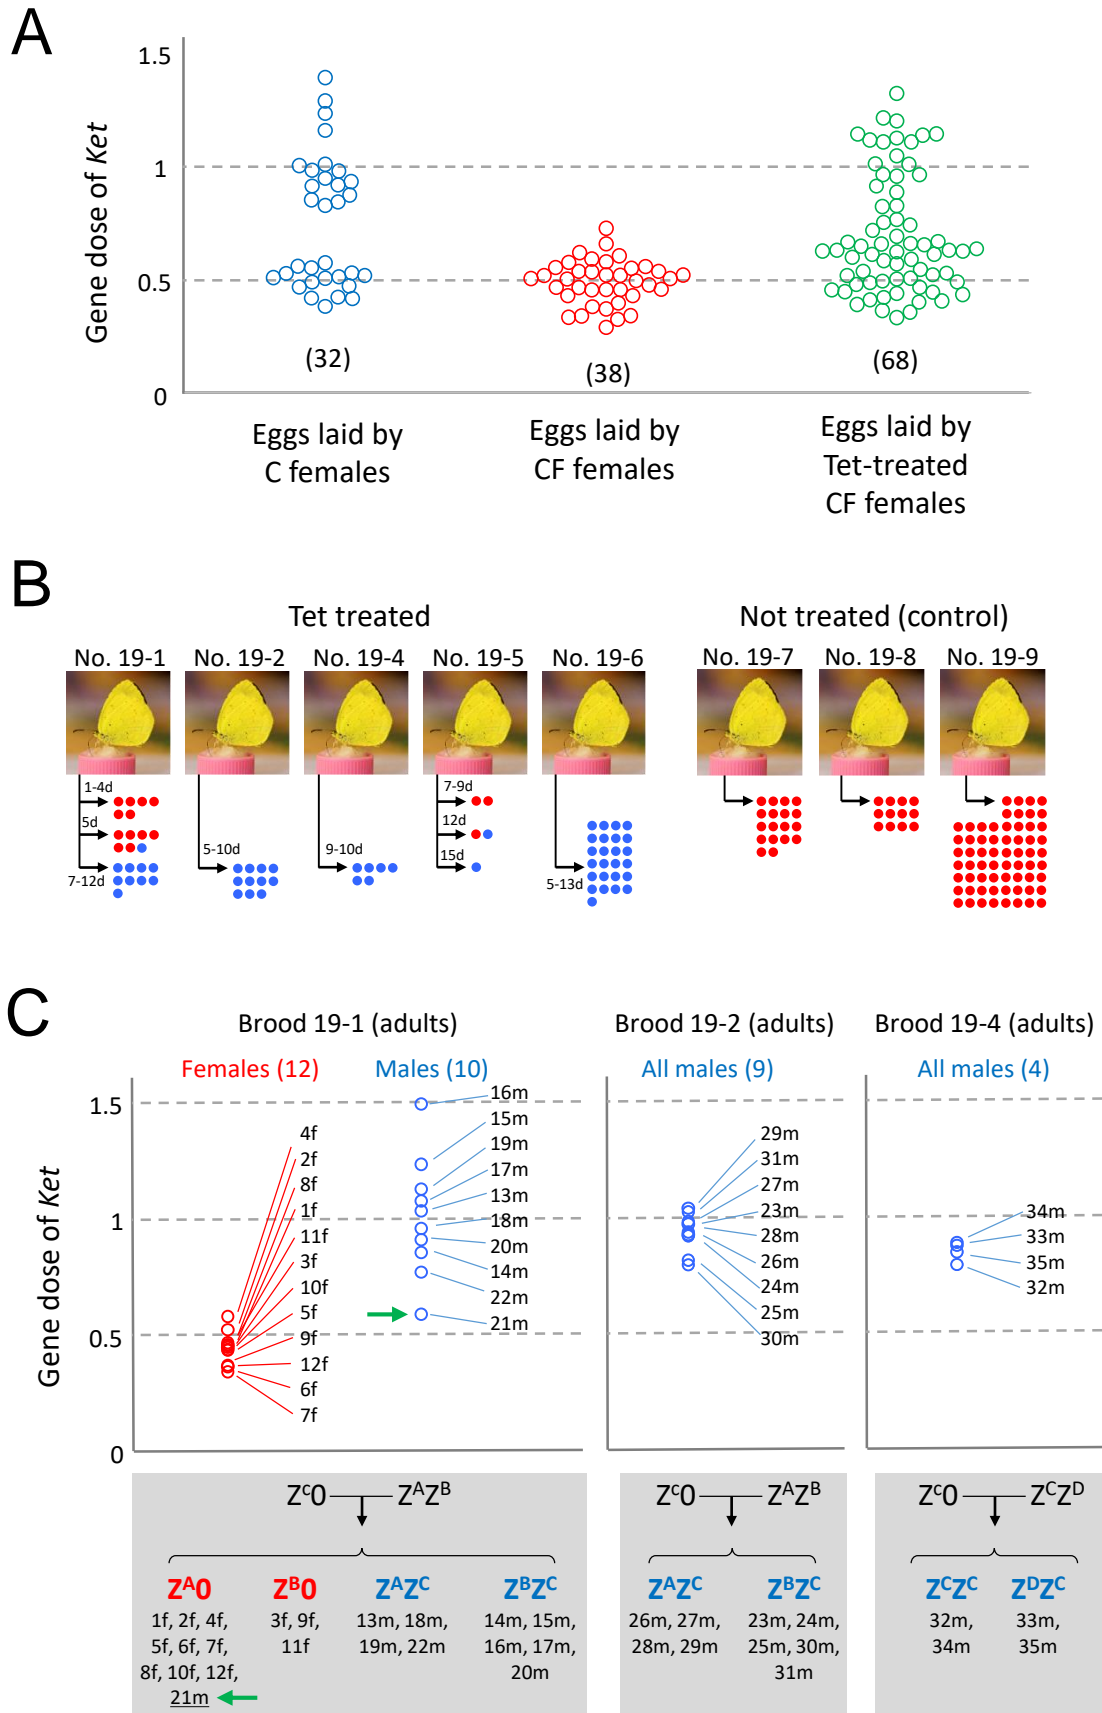 A
Gene dose of Ket
1.5
1
0.5
0
(32)
(38)
(68)
Eggs laid by
C females
Eggs laid by
CF females
Eggs laid by
Tet-treated
CF females
B
Tet treated
Not treated (control)
No. 19-1
No. 19-2
No. 19-4
No. 19-5
No. 19-6
No. 19-7
No. 19-8
No. 19-9
1-4d
5d
7-12d
5-10d
9-10d
7-9d
12d
15d
5-13d
C
Brood 19-1 (adults)
Brood 19-2 (adults)
Brood 19-4 (adults)
Females (12)
Males (10)
All males (9)
All males (4)
Gene dose of Ket
1.5
1
0.5
0
4f
2f
8f
1f
11f
3f
10f
5f
9f
12f
6f
7f
16m
15m
19m
17m
13m
18m
20m
14m
22m
21m
29m
31m
27m
23m
28m
26m
24m
25m
30m
34m
33m
35m
32m
Zc0
ZAZB
ZA0
1f, 2f, 4f,
5f, 6f, 7f,
8f, 10f, 12f,
21m
ZB0
3f, 9f,
11f
ZAZC
13m, 18m,
19m, 22m
ZBZC
14m, 15m,
16m, 17m,
20m
Zc0
ZAZB
ZAZC
26m, 27m,
28m, 29m
ZBZC
23m, 24m,
25m, 30m,
31m
Zc0
ZCZD
ZCZC
32m,
34m
ZDZC
33m,
35m